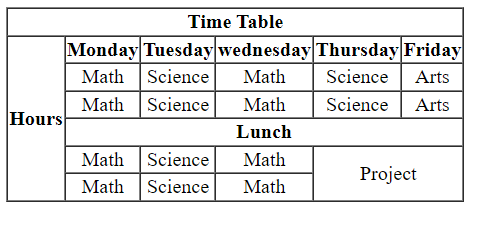 Time Table
Hours Monday Tuesday wednesday Thursday Friday
Math Science Math Science Arts
Math Science Math Science Arts
Lunch
Math Science Math Project
Math Science Math